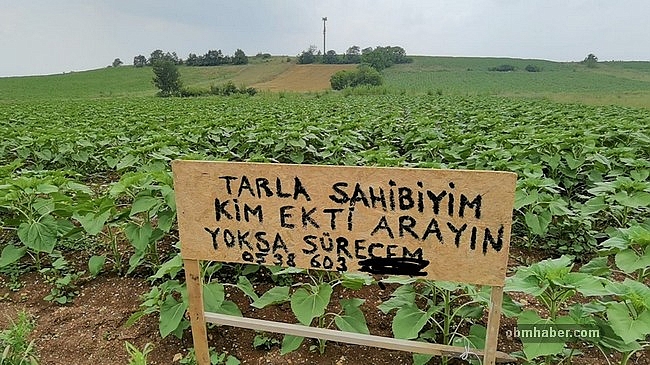 TARLA SAHİBİYİM
KİM EKTİ ARAYIN
YOKSA SÜRECEM
0538 603
obmhaber.com